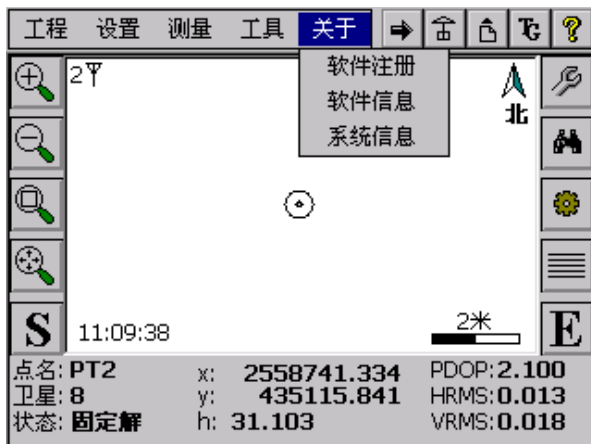 工程 设置 测量 工具 关于 TG ?
软件注册
软件信息
系统信息
2
北
11:09:38
2米
S
E
点名: PT2 x: 2558741.334 PDOP:2.100
卫星: 8 y: 435115.841 HRMS:0.013
状态: 固定解 h: 31.103 VRMS:0.018